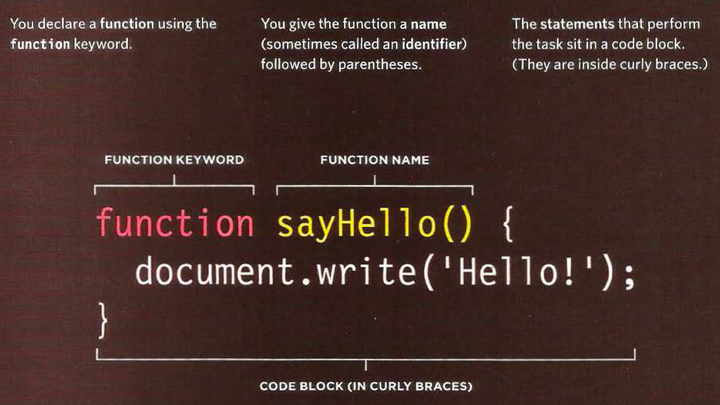 You declare a function using the
function keyword.
You give the function a name
(sometimes called an identifier)
followed by parentheses.
The statements that perform
the task sit in a code block.
(They are inside curly braces.)
FUNCTION KEYWORD
FUNCTION NAME
function sayHello() {
document.write('Hello!');
}
CODE BLOCK (IN CURLY BRACES)